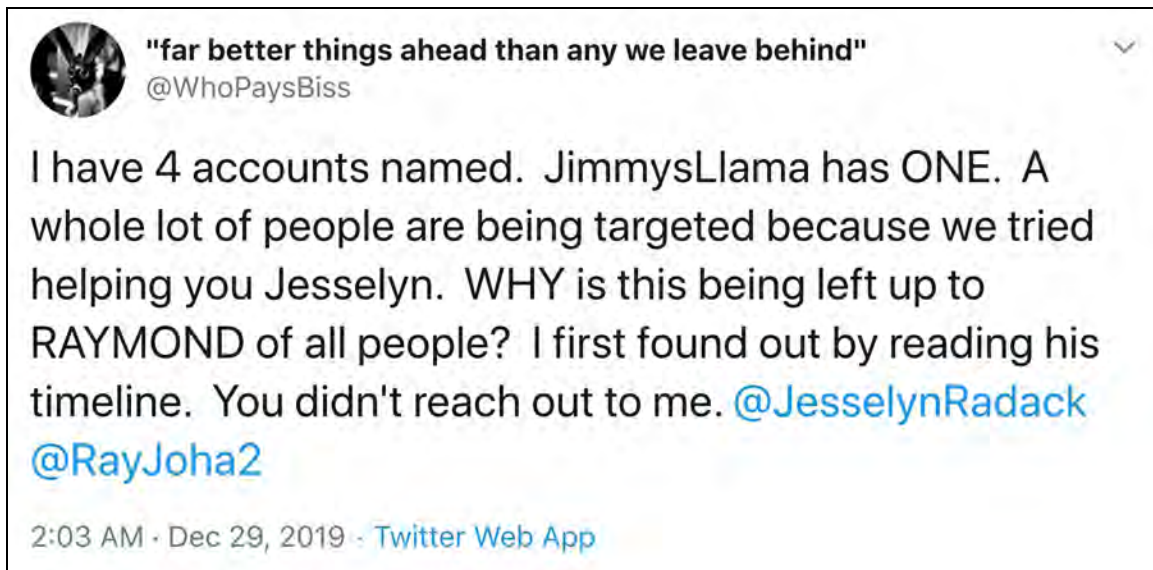 "far better things ahead than any we leave behind"
@WhoPaysBiss
I have 4 accounts named.  JimmysLlama has ONE.  A
whole lot of people are being targeted because we tried
helping you Jesselyn.  WHY is this being left up to
RAYMOND of all people?  I first found out by reading his
timeline.  You didn't reach out to me. @JesselynRadack
@RayJoha2
2:03 AM · Dec 29, 2019 · Twitter Web App